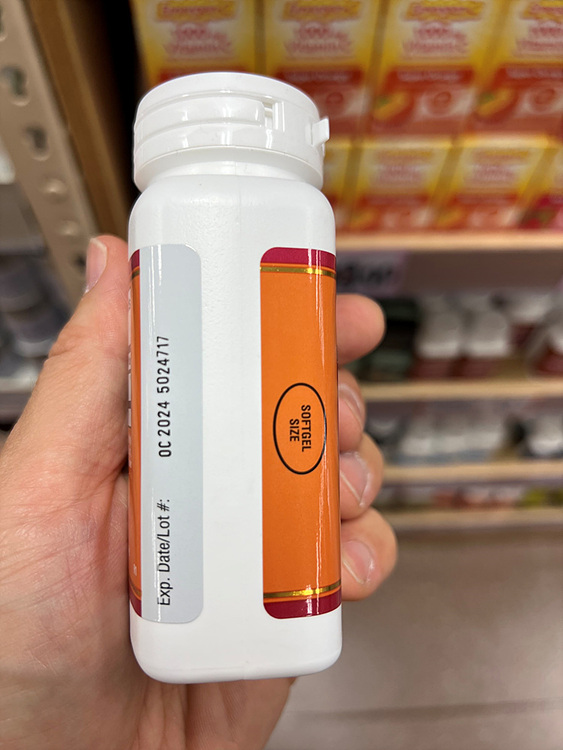 Exp. Date/Lot #: OC 2024 5024717
SOFTGEL
SIZE